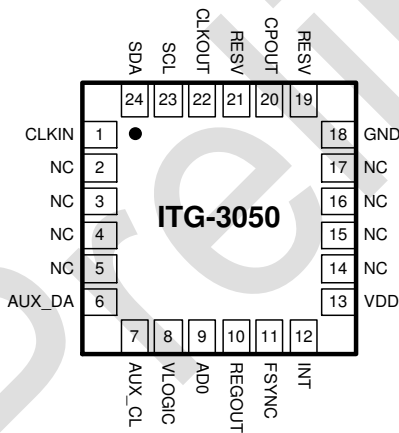 SDA SCL CLKOUT RESV CPOUT RESV
24 23 22 21 20 19
CLKIN 1 18 GND
NC 2 17 NC
NC 3 16 NC
ITG-3050
NC 4 15 NC
NC 5 14 NC
AUX_DA 6 13 VDD
7 8 9 10 11 12
AUX_CL VLOGIC AD0 REGOUT FSYNC INT